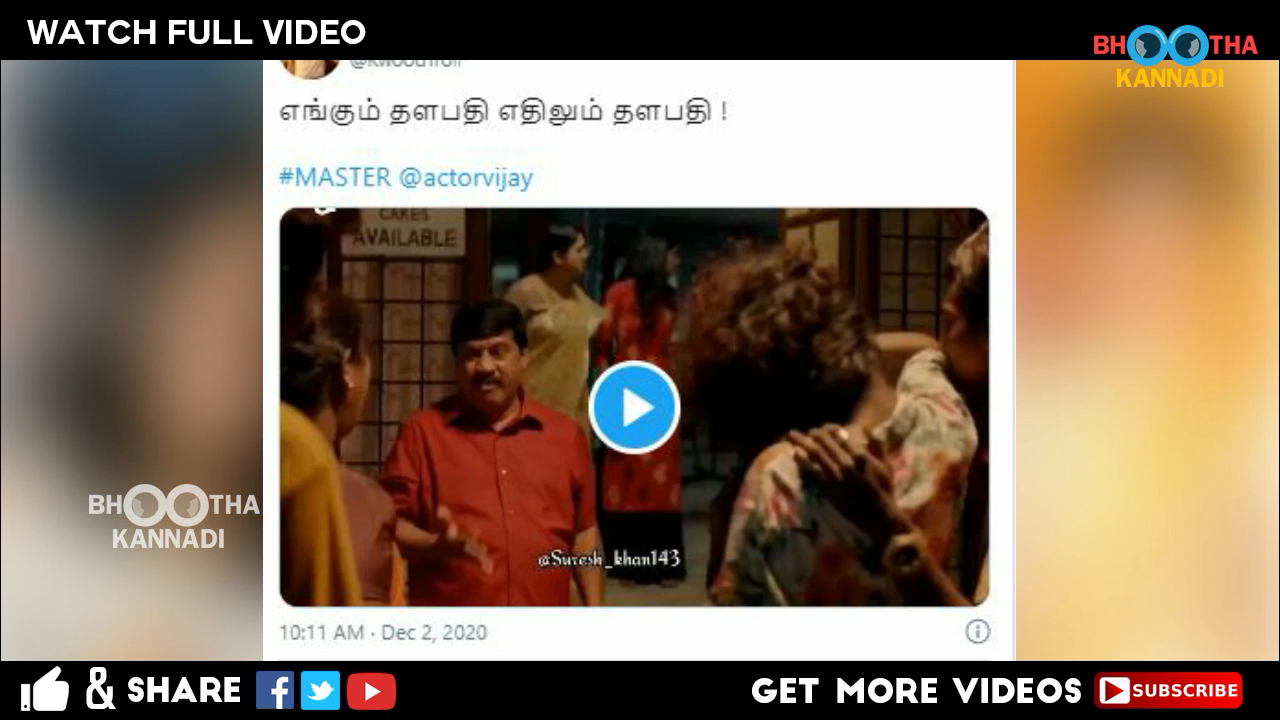 WATCH FULL VIDEO
BHOOTHA
KANNADI
எங்கும் தளபதி எதிலும் தளபதி !
#MASTER @actorvijay
CAKES
AVAILABLE
BHOOTHA
KANNADI
@Suresh_khan143
10:11 AM · Dec 2, 2020
& SHARE
GET MORE VIDEOS
SUBSCRIBE